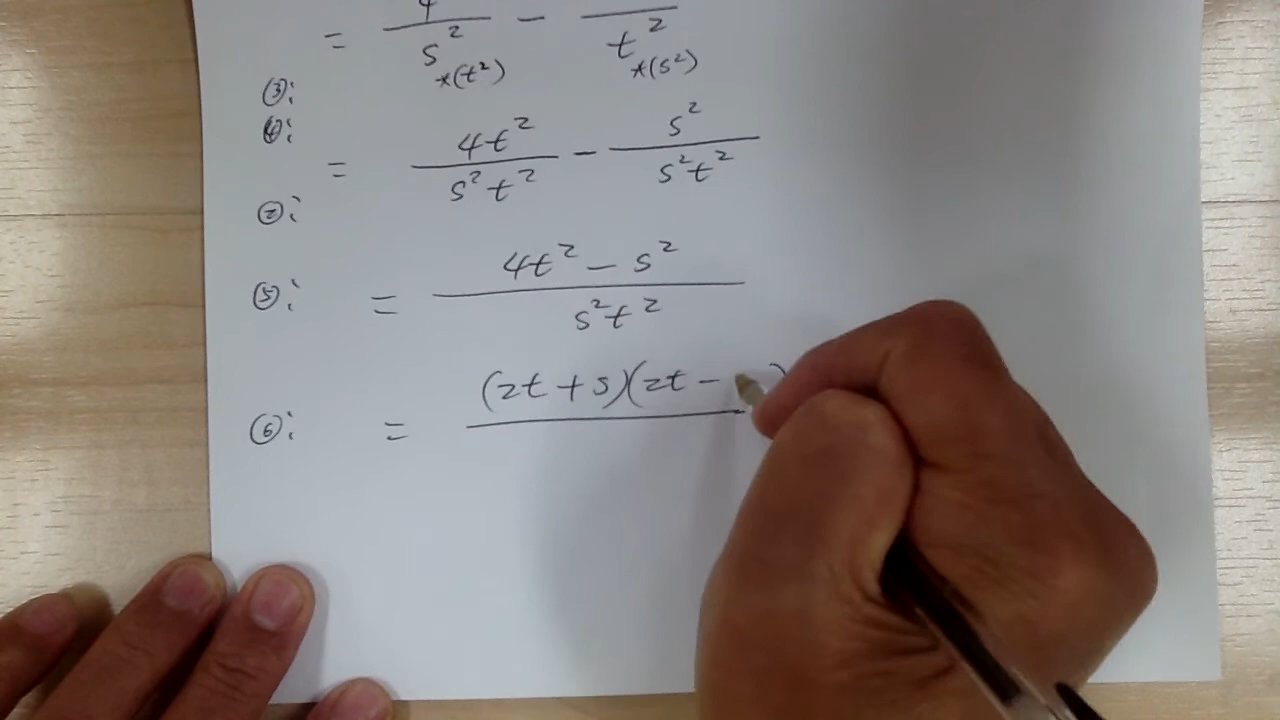 = 4/s² - /t²
*(t²) *(s²)
③:
④:
= 4t²/s²t² - s²/s²t²
②:
⑤: = 4t² - s²/s²t²
⑥: = (2t + s)(2t - )